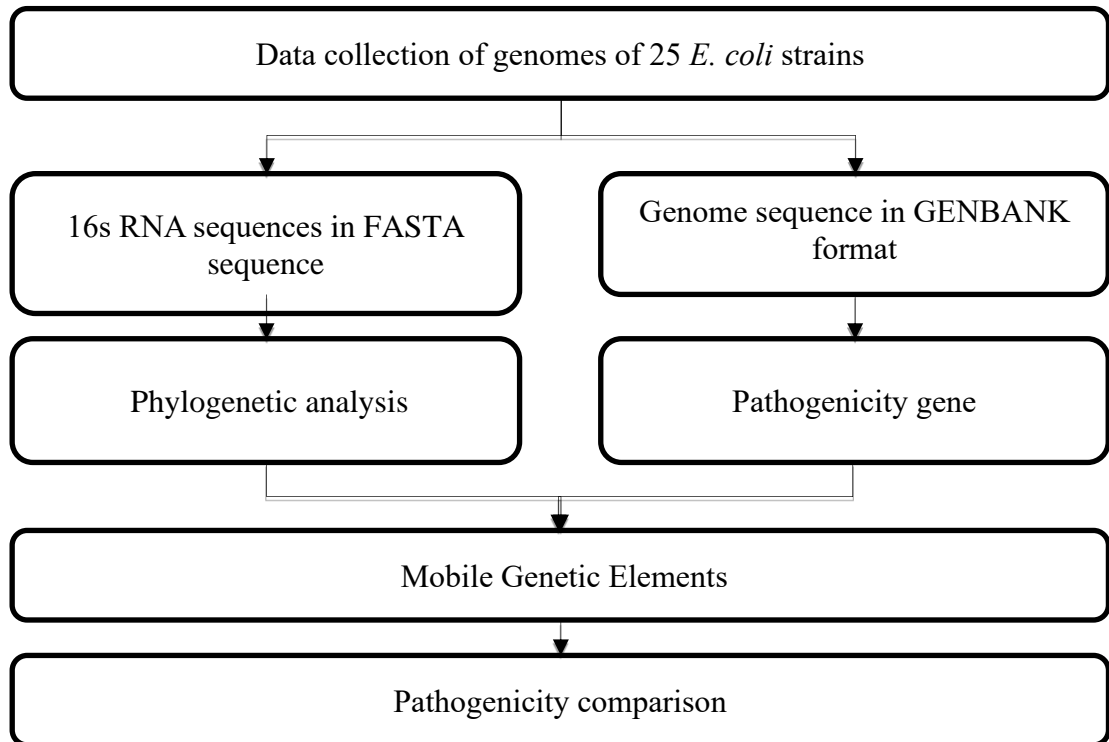 Data collection of genomes of 25 E. coli strains
16s RNA sequences in FASTA
sequence
Genome sequence in GENBANK
format
Phylogenetic analysis
Pathogenicity gene
Mobile Genetic Elements
Pathogenicity comparison